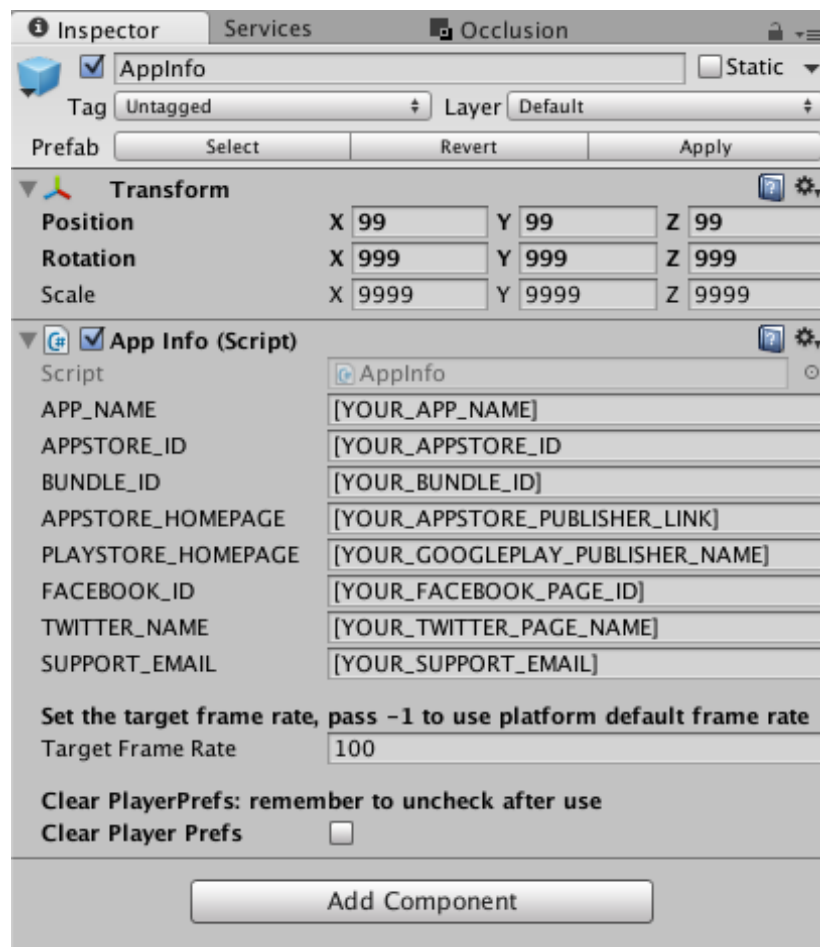 Inspector Services Occlusion
AppInfo Static
Tag Untagged Layer Default
Prefab Select Revert Apply
Transform
Position X 99 Y 99 Z 99
Rotation X 999 Y 999 Z 999
Scale X 9999 Y 9999 Z 9999
App Info (Script)
Script AppInfo
APP_NAME [YOUR_APP_NAME]
APPSTORE_ID [YOUR_APPSTORE_ID
BUNDLE_ID [YOUR_BUNDLE_ID]
APPSTORE_HOMEPAGE [YOUR_APPSTORE_PUBLISHER_LINK]
PLAYSTORE_HOMEPAGE [YOUR_GOOGLEPLAY_PUBLISHER_NAME]
FACEBOOK_ID [YOUR_FACEBOOK_PAGE_ID]
TWITTER_NAME [YOUR_TWITTER_PAGE_NAME]
SUPPORT_EMAIL [YOUR_SUPPORT_EMAIL]
Set the target frame rate, pass -1 to use platform default frame rate
Target Frame Rate 100
Clear PlayerPrefs: remember to uncheck after use
Clear Player Prefs
Add Component